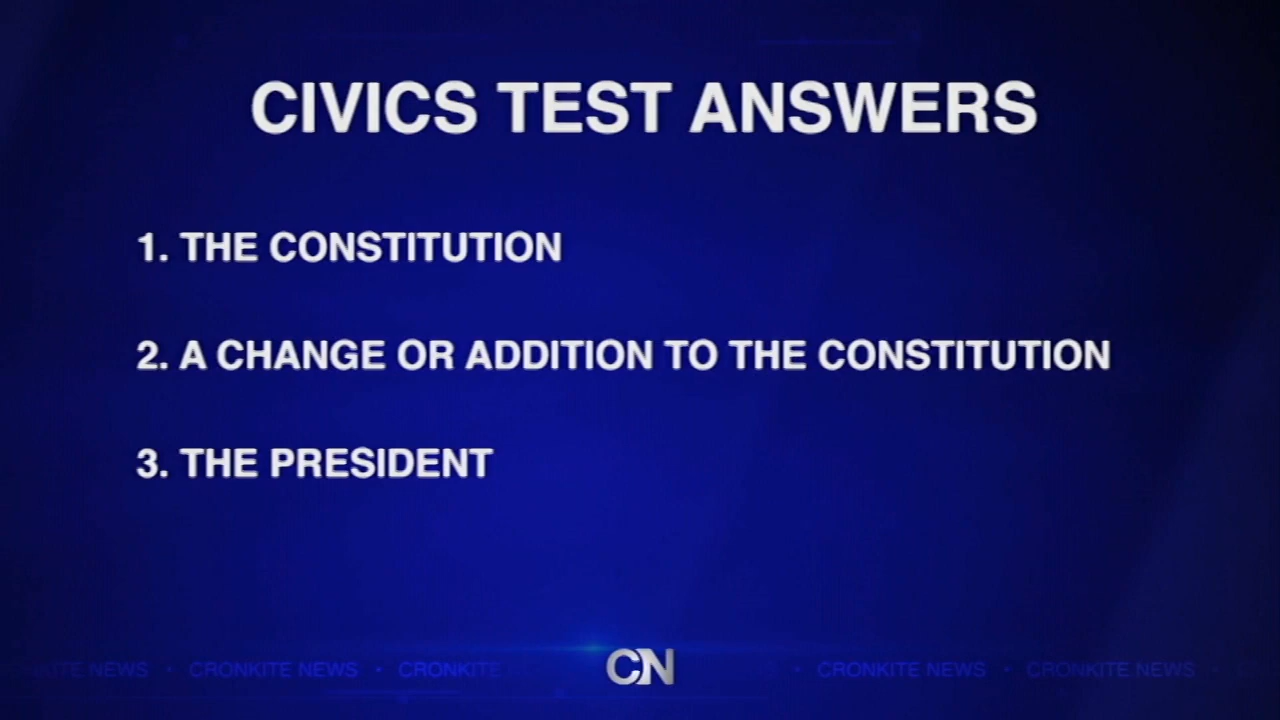 CIVICS TEST ANSWERS
1. THE CONSTITUTION
2. A CHANGE OR ADDITION TO THE CONSTITUTION
3. THE PRESIDENT
NEWS • CRONKITE NEWS • CRONKITE CN • CRONKITE NEWS • CRONKITE NEWS